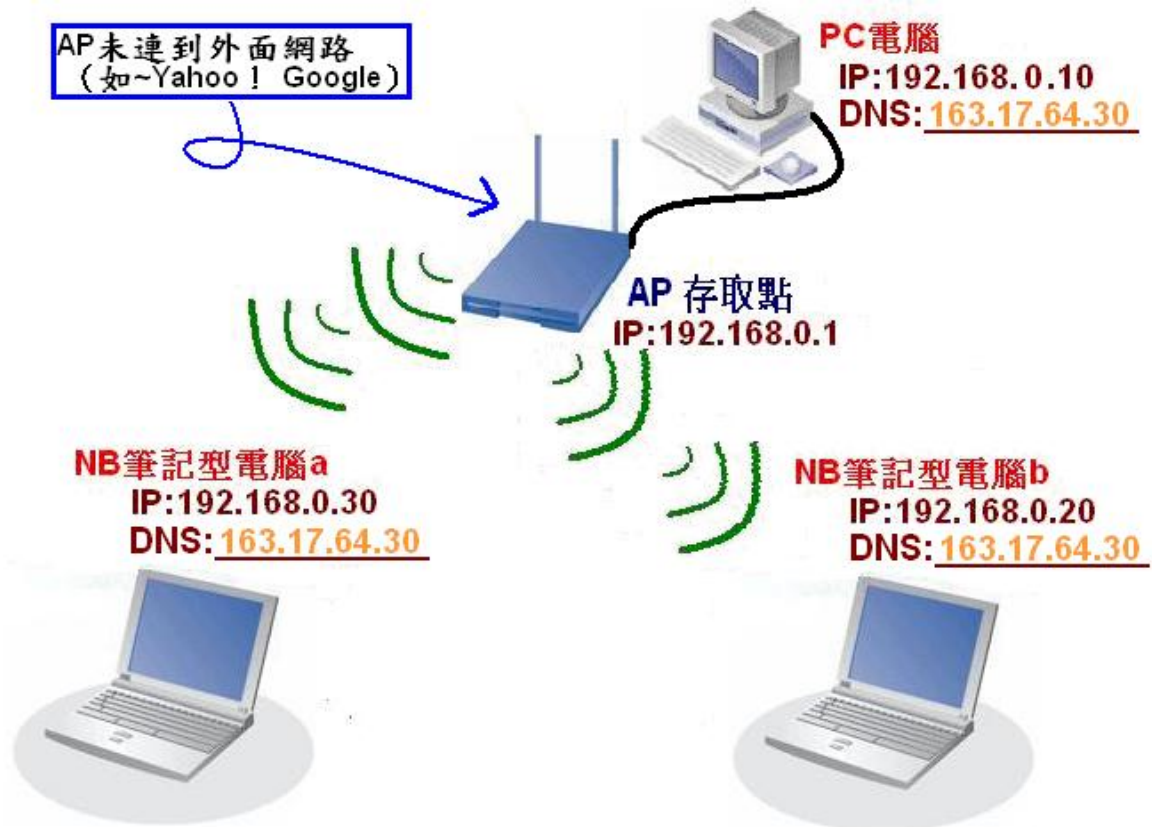 AP未連到外面網路
（如~Yahoo！ Google）
PC電腦
IP:192.168.0.10
DNS: 163.17.64.30
AP 存取點
IP:192.168.0.1
NB筆記型電腦a
IP:192.168.0.30
DNS: 163.17.64.30
NB筆記型電腦b
IP:192.168.0.20
DNS: 163.17.64.30